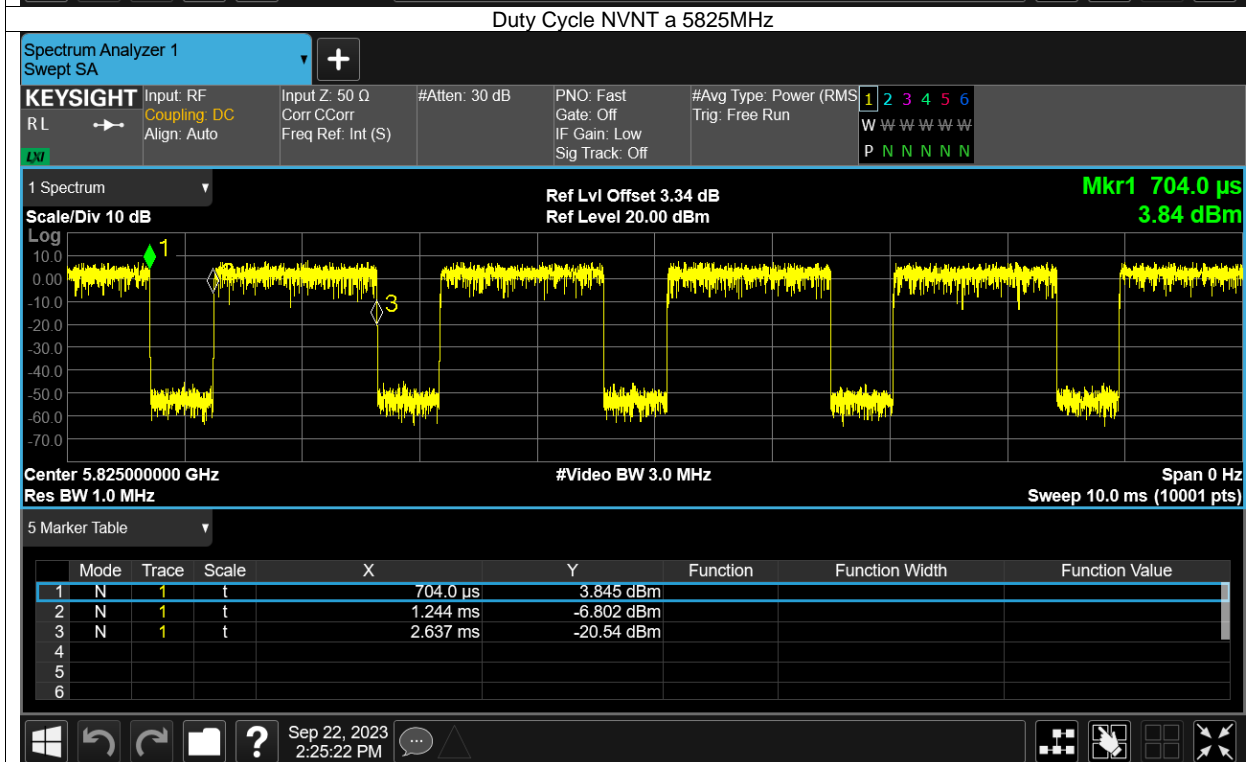 Duty Cycle NVNT a 5825MHz
Spectrum Analyzer 1
Swept SA
+
KEYSIGHT Input: RF Input Z: 50 Ω #Atten: 30 dB PNO: Fast #Avg Type: Power (RMS 1 2 3 4 5 6
RL Coupling: DC Corr CCorr Gate: Off Trig: Free Run W W W W W W
Align: Auto Freq Ref: Int (S) IF Gain: Low
LXI Sig Track: Off P N N N N N
1 Spectrum Ref Lvl Offset 3.34 dB Mkr1 704.0 µs
Scale/Div 10 dB Ref Level 20.00 dBm 3.84 dBm
Log
1
10.0
0.00
-10.0
3
-20.0
-30.0
-40.0
-50.0
-60.0
-70.0
Center 5.825000000 GHz #Video BW 3.0 MHz Span 0 Hz
Res BW 1.0 MHz Sweep 10.0 ms (10001 pts)
5 Marker Table
Mode Trace Scale X Y Function Function Width Function Value
1 N 1 t 704.0 µs 3.845 dBm
2 N 1 t 1.244 ms -6.802 dBm
3 N 1 t 2.637 ms -20.54 dBm
4
5
6
? Sep 22, 2023
2:25:22 PM